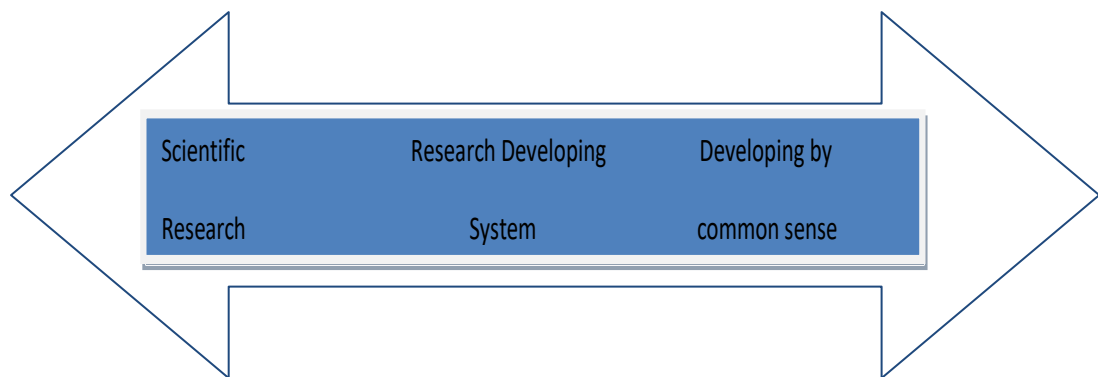 Scientific Research Developing Developing by
Research System common sense